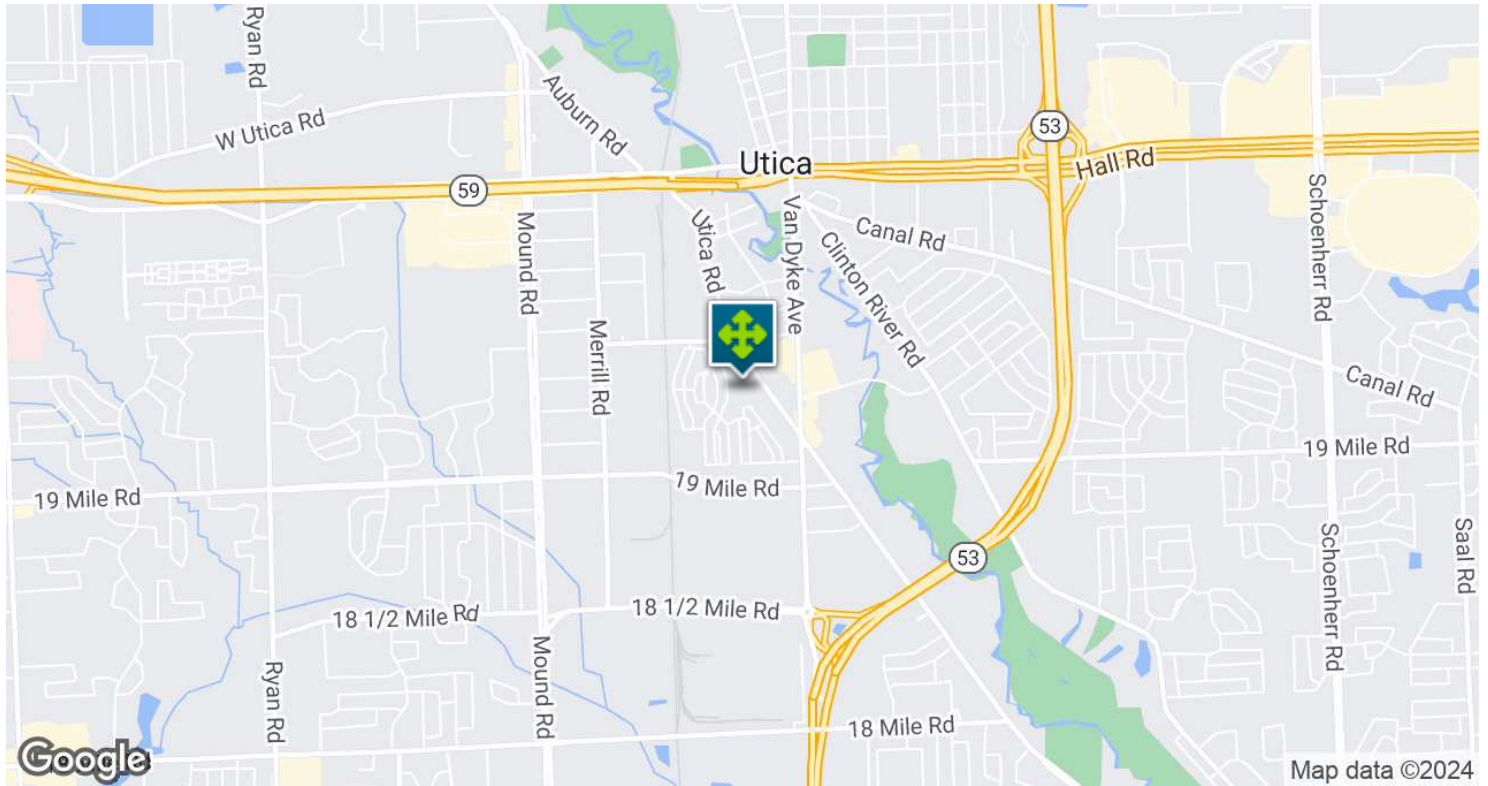 Ryan Rd
Auburn Rd
W Utica Rd
53
Utica
Hall Rd
59
Schoenherr Rd
Mound Rd
Utica Rd
Van Dyke Ave
Canal Rd
Clinton River Rd
Merrill Rd
Canal Rd
19 Mile Rd
19 Mile Rd
19 Mile Rd
Schoenherr Rd
Saal Rd
53
18 1/2 Mile Rd
18 1/2 Mile Rd
Mound Rd
Ryan Rd
18 Mile Rd
Google
Map data ©2024